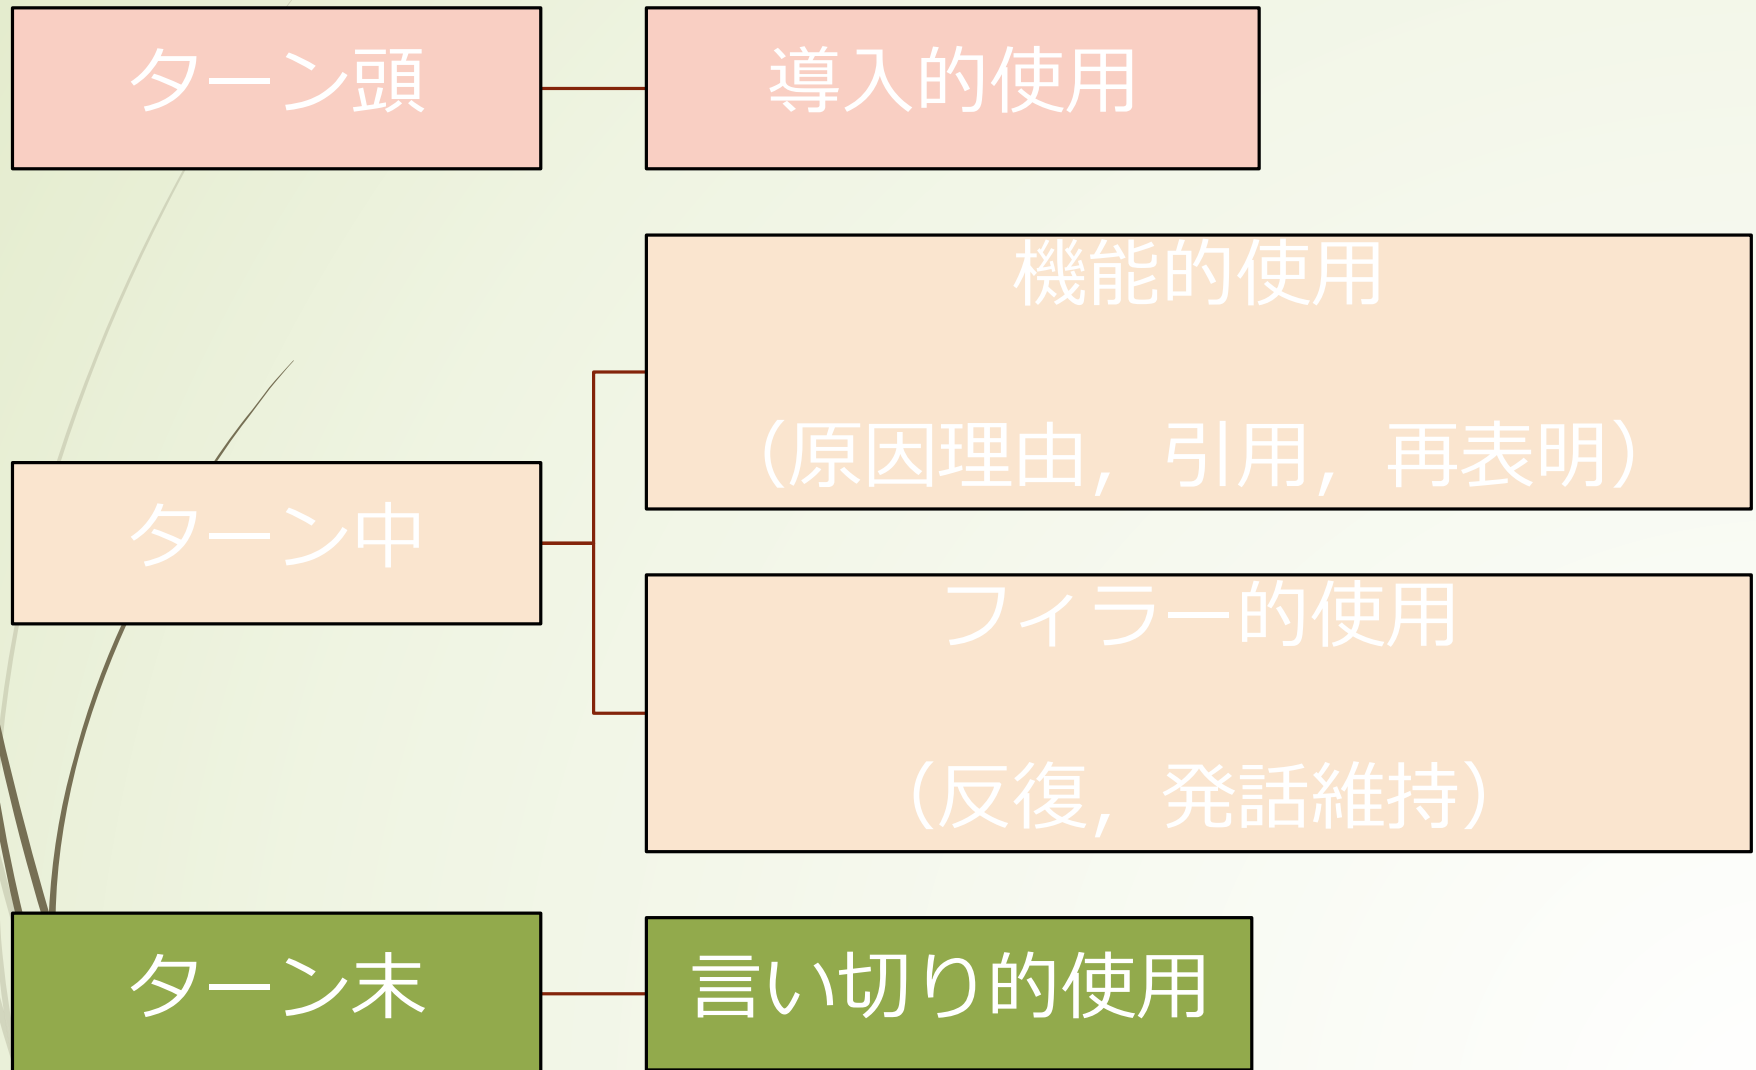 ターン頭
導入的使用
機能的使用
（原因理由，引用，再表明）
ターン中
フィラー的使用
（反復，発話維持）
ターン末
言い切り的使用